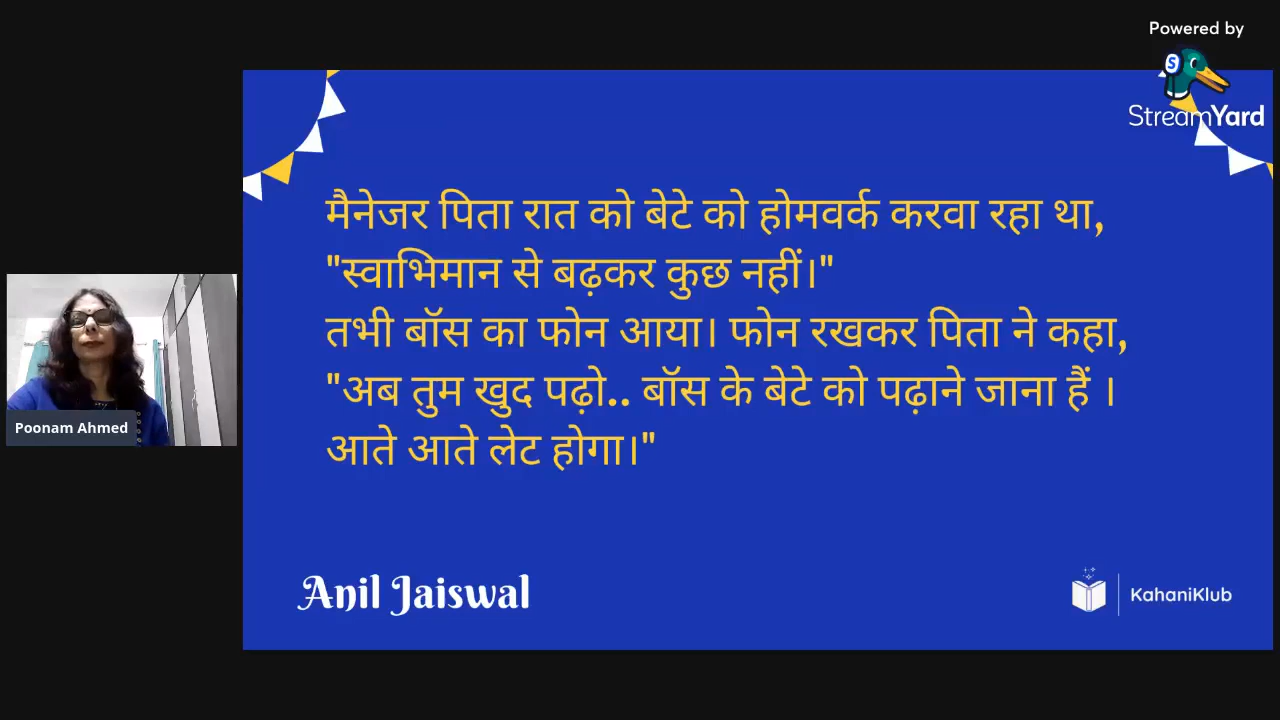 Powered by
StreamYard
मैनेजर पिता रात को बेटे को होमवर्क करवा रहा था,
"स्वाभिमान से बढ़कर कुछ नहीं।"
तभी बॉस का फोन आया। फोन रखकर पिता ने कहा,
"अब तुम खुद पढ़ो.. बॉस के बेटे को पढ़ाने जाना हैं ।
आते आते लेट होगा।"
Poonam Ahmed
Anil Jaiswal
KahaniKlub